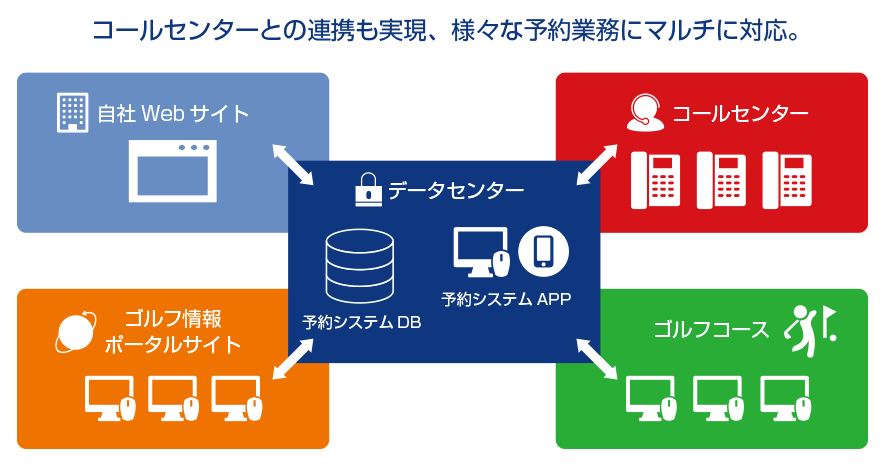 コールセンターとの連携も実現、様々な予約業務にマルチに対応。
自社 Web サイト
コールセンター
データセンター
予約システム DB
予約システム APP
ゴルフ情報
ポータルサイト
ゴルフコース